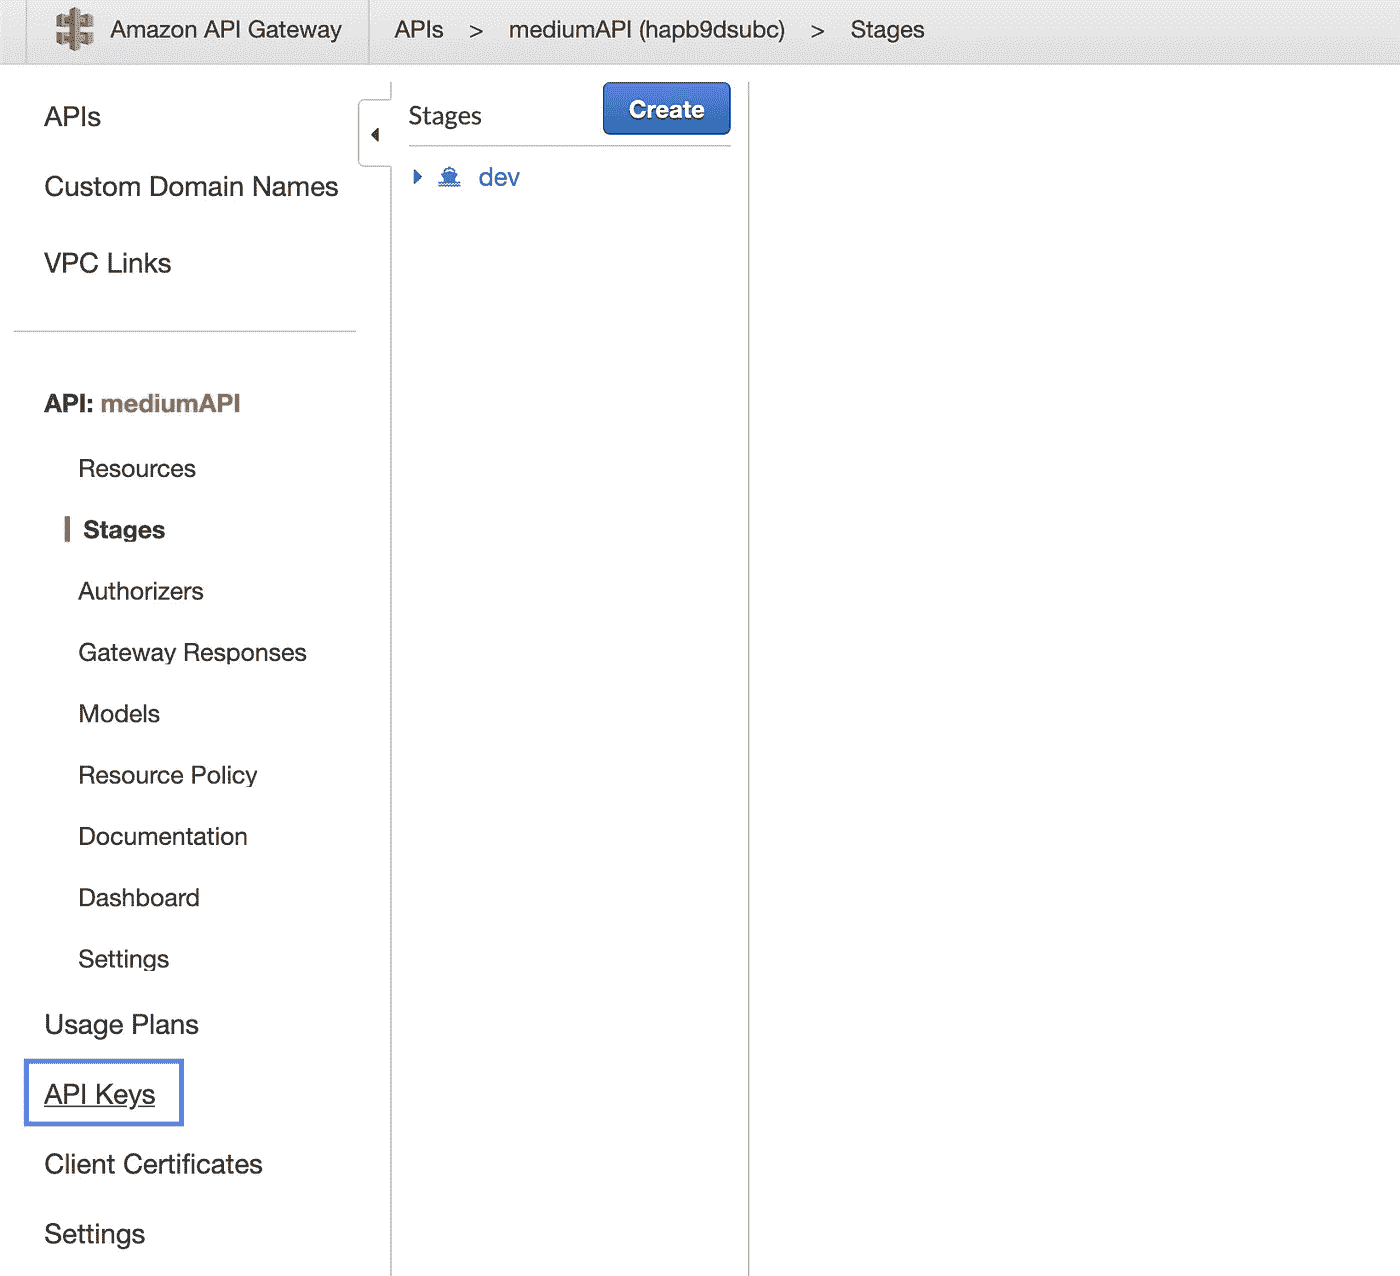 Amazon API Gateway APIs > mediumAPI (hapb9dsubc) > Stages
APIs
Custom Domain Names
VPC Links
API: mediumAPI
Resources
Stages
Authorizers
Gateway Responses
Models
Resource Policy
Documentation
Dashboard
Settings
Usage Plans
API Keys
Client Certificates
Settings
Stages Create
dev